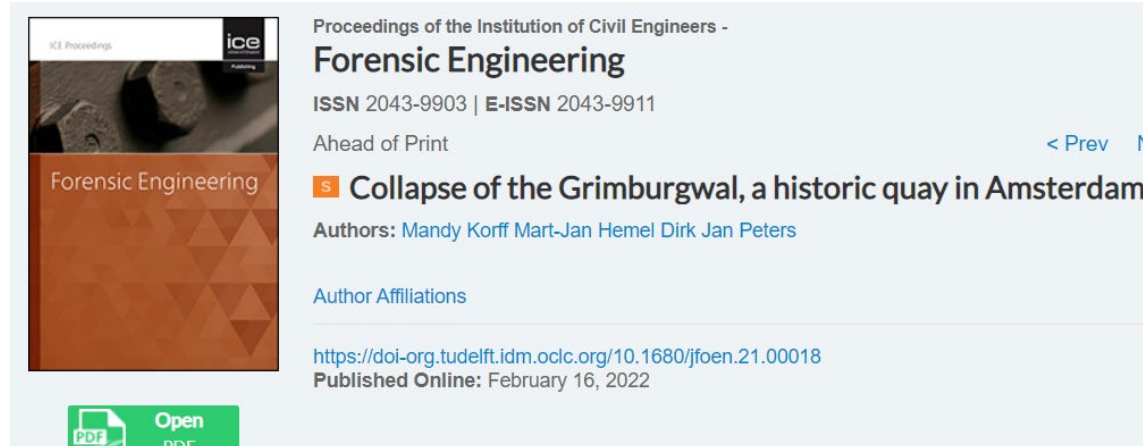 ICE Proceedings
ice
Publishing
Forensic Engineering
Proceedings of the Institution of Civil Engineers -
Forensic Engineering
ISSN 2043-9903 | E-ISSN 2043-9911
Ahead of Print
< Prev N
S Collapse of the Grimburgwal, a historic quay in Amsterdam
Authors: Mandy Korff Mart-Jan Hemel Dirk Jan Peters
Author Affiliations
https://doi-org.tudelft.idm.oclc.org/10.1680/jfoen.21.00018
Published Online: February 16, 2022
PDF
Open
PDF